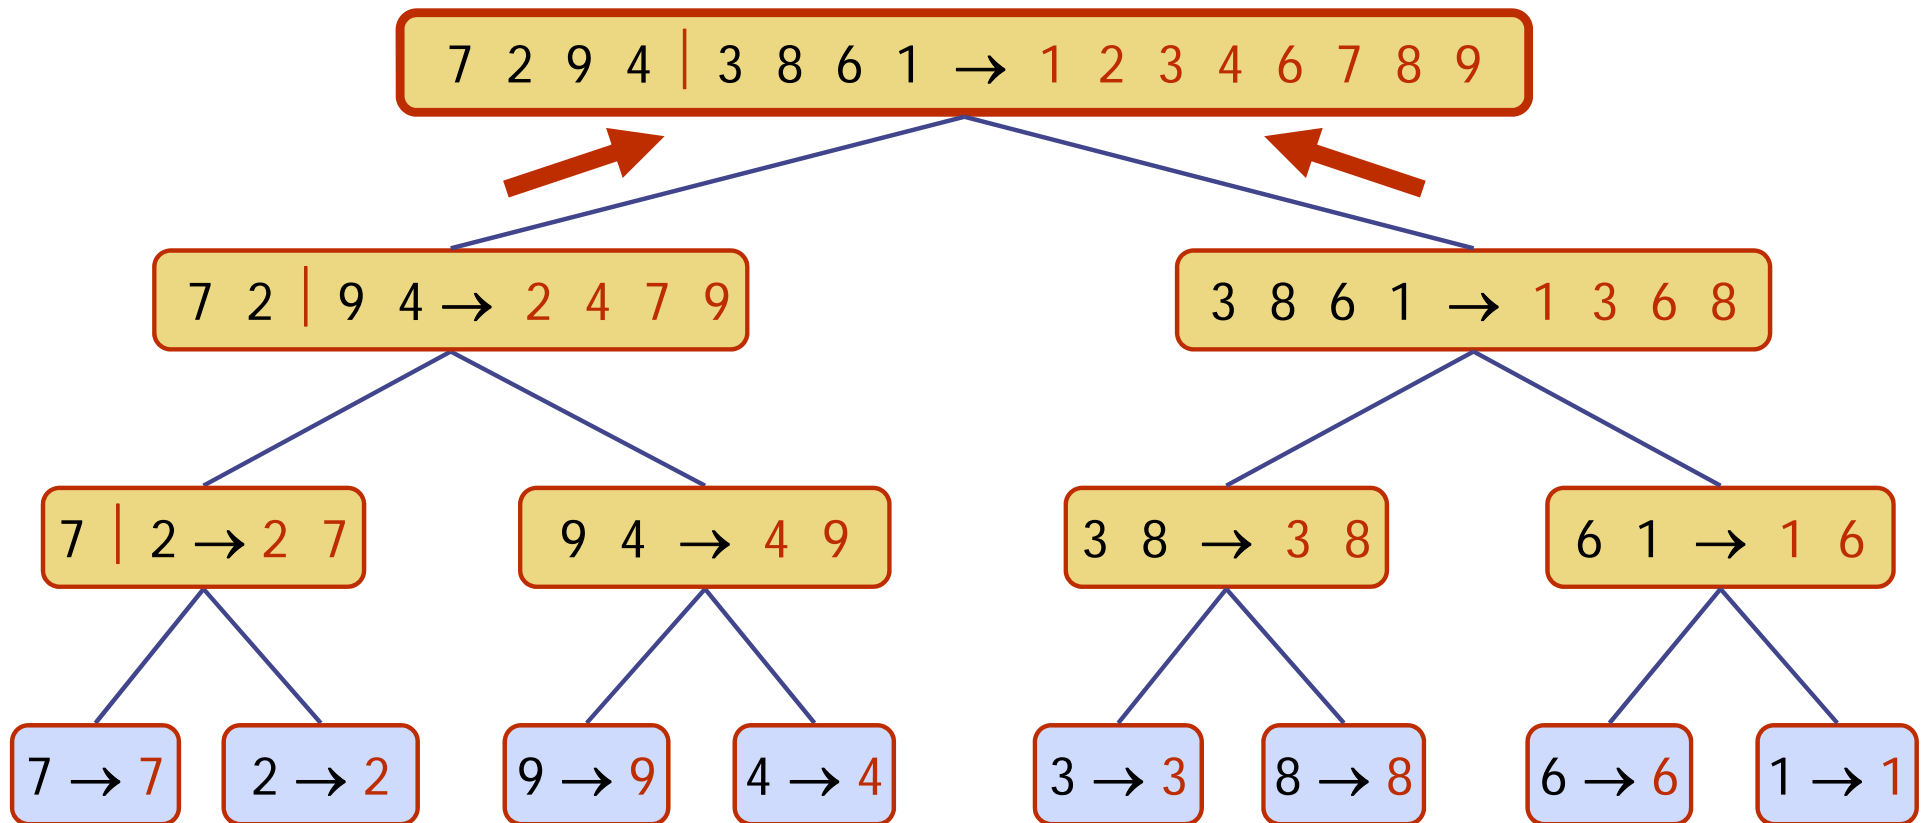 7 2 9 4 | 3 8 6 1 → 1 2 3 4 6 7 8 9
7 2 | 9 4 → 2 4 7 9
3 8 6 1 → 1 3 6 8
7 | 2 → 2 7
9 4 → 4 9
3 8 → 3 8
6 1 → 1 6
7 → 7
2 → 2
9 → 9
4 → 4
3 → 3
8 → 8
6 → 6
1 → 1